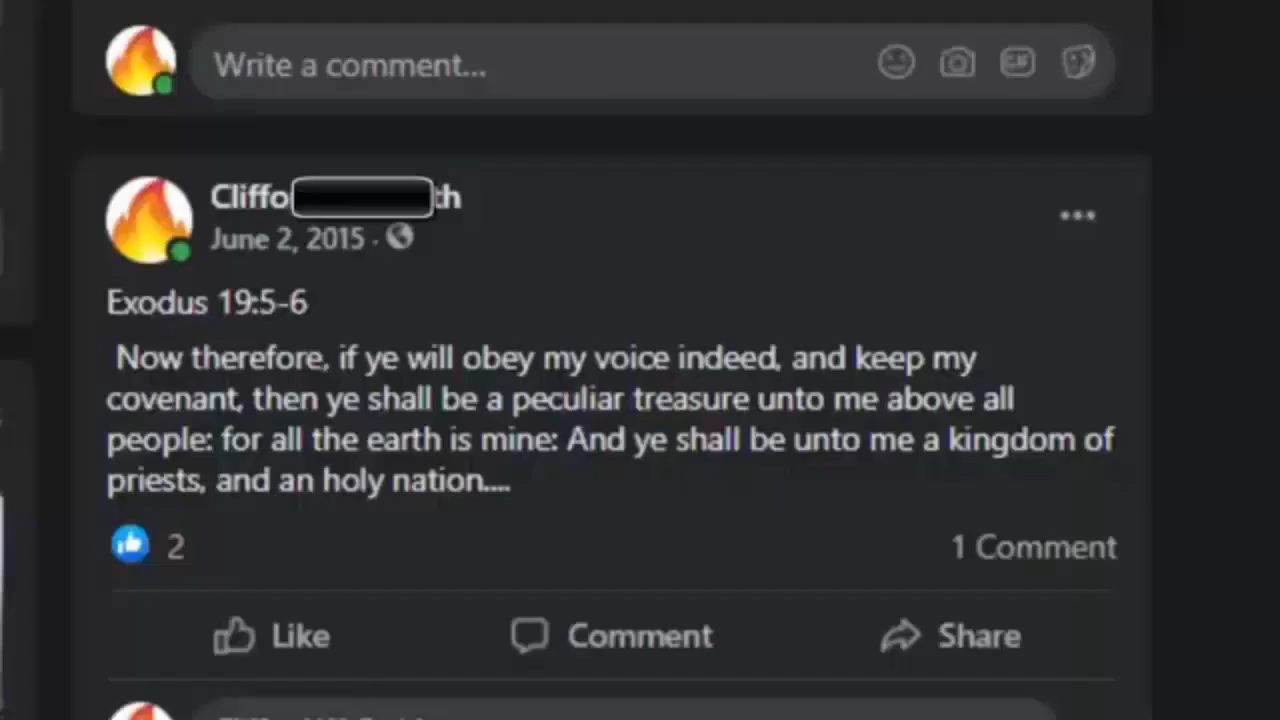 Write a comment...
GIF
Cliffo th
June 2, 2015 ·
Exodus 19:5-6
Now therefore, if ye will obey my voice indeed, and keep my
covenant, then ye shall be a peculiar treasure unto me above all
people: for all the earth is mine: And ye shall be unto me a kingdom of
priests, and an holy nation....
2
1 Comment
Like
Comment
Share